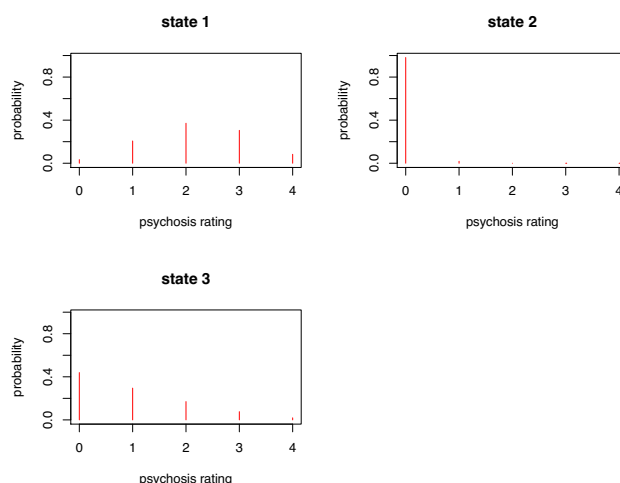 state 1
probability
0.8
0.4
0.0
0 1 2 3 4
psychosis rating
state 2
probability
0.8
0.4
0.0
0 1 2 3 4
psychosis rating
state 3
probability
0.8
0.4
0.0
0 1 2 3 4
psychosis rating